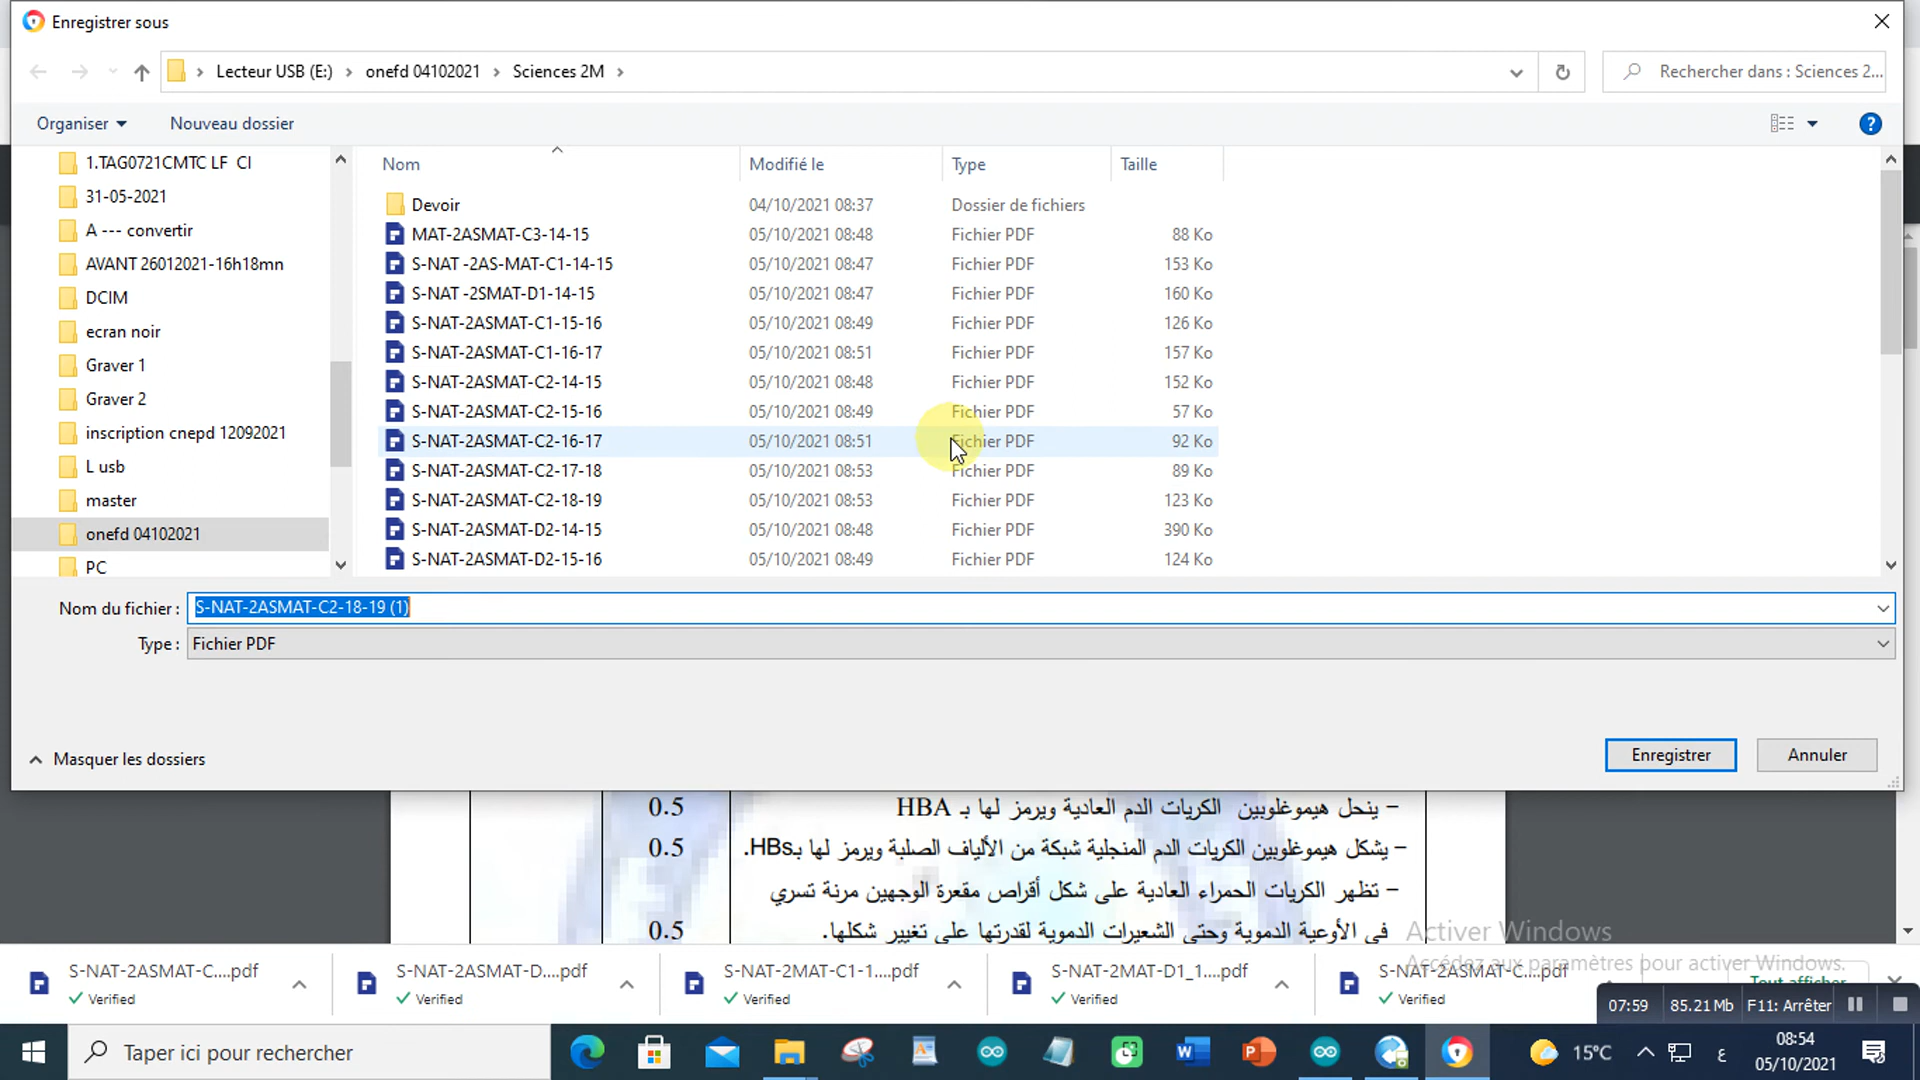 Enregistrer sous
Lecteur USB (E:) › onefd 04102021 › Sciences 2M ›
Rechercher dans : Sciences 2...
Organiser
Nouveau dossier
1.TAG0721CMTC LF CI
31-05-2021
A --- convertir
AVANT 26012021-16h18mn
DCIM
ecran noir
Graver 1
Graver 2
inscription cnepd 12092021
L usb
master
onefd 04102021
PC
Nom Modifié le Type Taille
Devoir 04/10/2021 08:37 Dossier de fichiers
MAT-2ASMAT-C3-14-15 05/10/2021 08:48 Fichier PDF 88 Ko
S-NAT -2AS-MAT-C1-14-15 05/10/2021 08:47 Fichier PDF 153 Ko
S-NAT -2SMAT-D1-14-15 05/10/2021 08:47 Fichier PDF 160 Ko
S-NAT-2ASMAT-C1-15-16 05/10/2021 08:49 Fichier PDF 126 Ko
S-NAT-2ASMAT-C1-16-17 05/10/2021 08:51 Fichier PDF 157 Ko
S-NAT-2ASMAT-C2-14-15 05/10/2021 08:48 Fichier PDF 152 Ko
S-NAT-2ASMAT-C2-15-16 05/10/2021 08:49 Fichier PDF 57 Ko
S-NAT-2ASMAT-C2-16-17 05/10/2021 08:51 Fichier PDF 92 Ko
S-NAT-2ASMAT-C2-17-18 05/10/2021 08:53 Fichier PDF 89 Ko
S-NAT-2ASMAT-C2-18-19 05/10/2021 08:53 Fichier PDF 123 Ko
S-NAT-2ASMAT-D2-14-15 05/10/2021 08:48 Fichier PDF 390 Ko
S-NAT-2ASMAT-D2-15-16 05/10/2021 08:49 Fichier PDF 124 Ko
Nom du fichier : S-NAT-2ASMAT-C2-18-19 (1)
Type : Fichier PDF
Masquer les dossiers
Enregistrer
Annuler
0.5 – ينحل هيموغلوبين الكريات الدم العادية ويرمز لها بـ HBA
0.5 – يشكل هيموغلوبين الكريات الدم المنجلية شبكة من الألياف الصلبة ويرمز لها بـHBs.
– تظهر الكريات الحمراء العادية على شكل أقراص مقعرة الوجهين مرنة تسري
0.5 في الأوعية الدموية وحتى الشعيرات الدموية لقدرتها على تغيير شكلها.
Activer Windows
Accédez aux paramètres pour activer Windows.
S-NAT-2ASMAT-C....pdf
Verified
S-NAT-2ASMAT-D....pdf
Verified
S-NAT-2MAT-C1-1....pdf
Verified
S-NAT-2MAT-D1_1....pdf
Verified
S-NAT-2ASMAT-C....pdf
Verified
Tout afficher
07:59 85.21 Mb F11: Arrêter
Taper ici pour rechercher
15°C
ع
08:54
05/10/2021